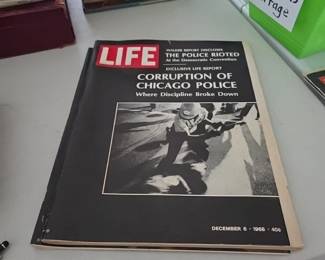 LIFE
WALKER REPORT DISCLOSES
THE POLICE RIOTED
At the Democratic Convention
EXCLUSIVE LIFE REPORT
CORRUPTION OF
CHICAGO POLICE
Where Discipline Broke Down
DECEMBER 6 · 1968 · 40¢